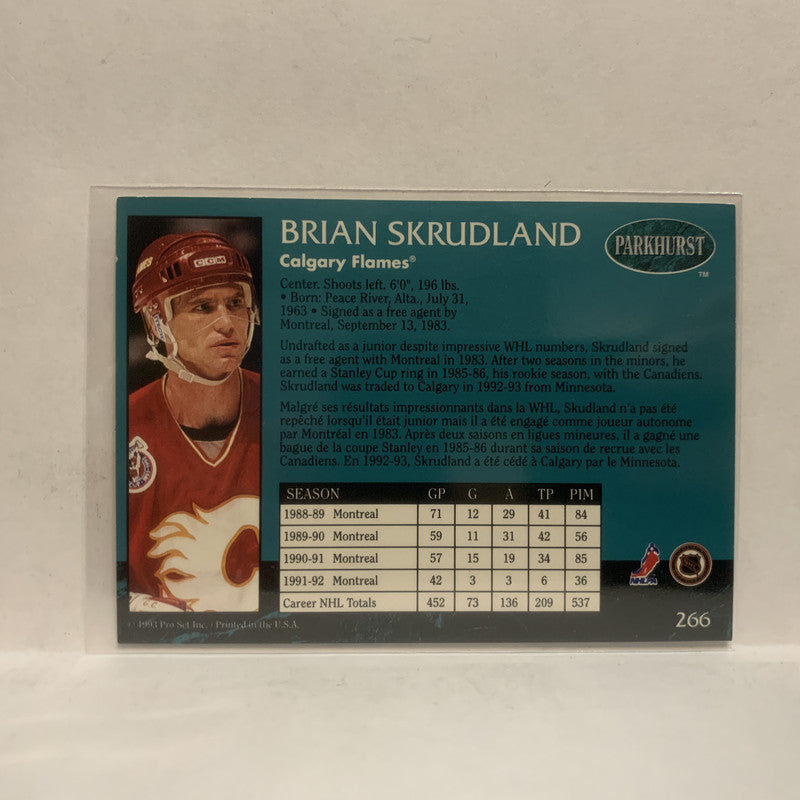 BRIAN SKRUDLAND
Calgary Flames®
PARKHURST
TM
CCM
Center. Shoots left. 6'0", 196 lbs.
• Born: Peace River, Alta., July 31,
1963 • Signed as a free agent by
Montreal, September 13, 1983.
Undrafted as a junior despite impressive WHL numbers, Skrudland signed
as a free agent with Montreal in 1983. After two seasons in the minors, he
earned a Stanley Cup ring in 1985-86, his rookie season, with the Canadiens.
Skrudland was traded to Calgary in 1992-93 from Minnesota.
Malgré ses résultats impressionnants dans la WHL, Skudland n'a pas été
repêché lorsqu'il était junior mais il a été engagé comme joueur autonome
par Montréal en 1983. Après deux saisons en ligues mineures, il a gagné une
bague de la coupe Stanley en 1985-86 durant sa saison de recrue avec les
Canadiens. En 1992-93, Skrudland a été cédé à Calgary par le Minnesota.
SEASON GP G A TP PIM
1988-89 Montreal 71 12 29 41 84
1989-90 Montreal 59 11 31 42 56
1990-91 Montreal 57 15 19 34 85
1991-92 Montreal 42 3 3 6 36
Career NHL Totals 452 73 136 209 537
NHLPA
NHL
© 1993 Pro Set Inc. / Printed in the U.S.A.
266